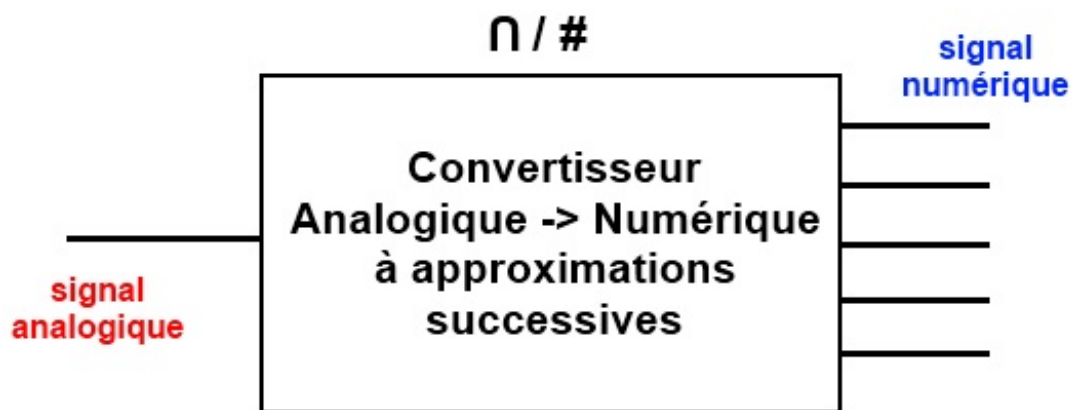 ∩ / #
signal
numérique
Convertisseur
Analogique -> Numérique
à approximations
successives
signal
analogique